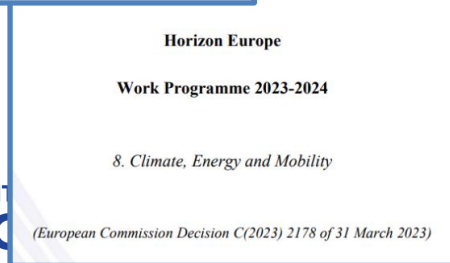 Horizon Europe
Work Programme 2023-2024
8. Climate, Energy and Mobility
(European Commission Decision C(2023) 2178 of 31 March 2023)